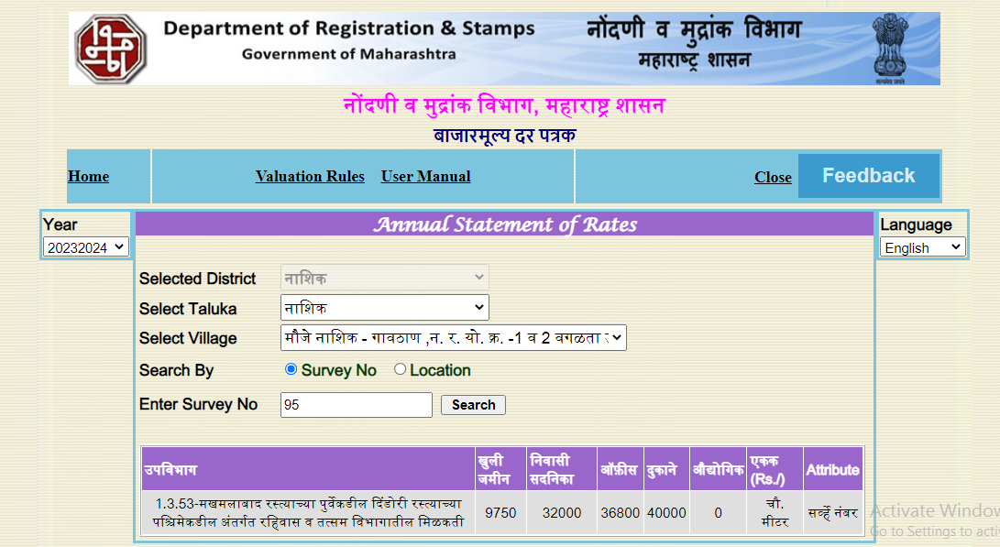 Department of Registration & Stamps
Government of Maharashtra
नोंदणी व मुद्रांक विभाग
महाराष्ट्र शासन
नोंदणी व मुद्रांक विभाग, महाराष्ट्र शासन
बाजारमूल्य दर पत्रक
Home Valuation Rules User Manual Close Feedback
Year Annual Statement of Rates Language
20232024 English
Selected District नाशिक
Select Taluka नाशिक
Select Village मौजे नाशिक - गावठाण ,न. र. यो. क्र. -1 व 2 वगळता
Search By Survey No Location
Enter Survey No 95 Search
उपविभाग खुली जमीन निवासी सदनिका ऑफ़ीस दुकाने औद्योगिक एकक (Rs./) Attribute
1.3.53-मखमलाबाद रस्त्याच्या पुर्वेकडील दिंडोरी रस्त्याच्या
पश्चिमेकडील अंतर्गत रहिवास व तत्सम विभागातील मिळकती
9750 32000 36800 40000 0 चौ. मीटर सर्व्हे नंबर
Activate Window
Go to Settings to acti